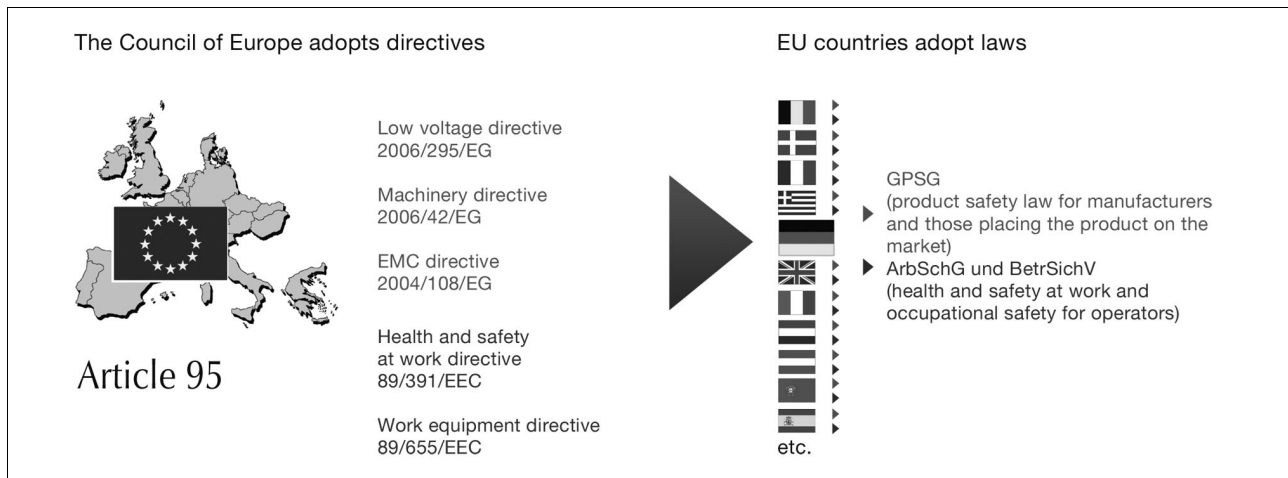 The Council of Europe adopts directives
EU countries adopt laws
Low voltage directive
2006/295/EG
Machinery directive
2006/42/EG
EMC directive
2004/108/EG
Health and safety
at work directive
89/391/EEC
Work equipment directive
89/655/EEC
Article 95
GPSG
(product safety law for manufacturers
and those placing the product on the
market)
ArbSchG und BetrSichV
(health and safety at work and
occupational safety for operators)
etc.